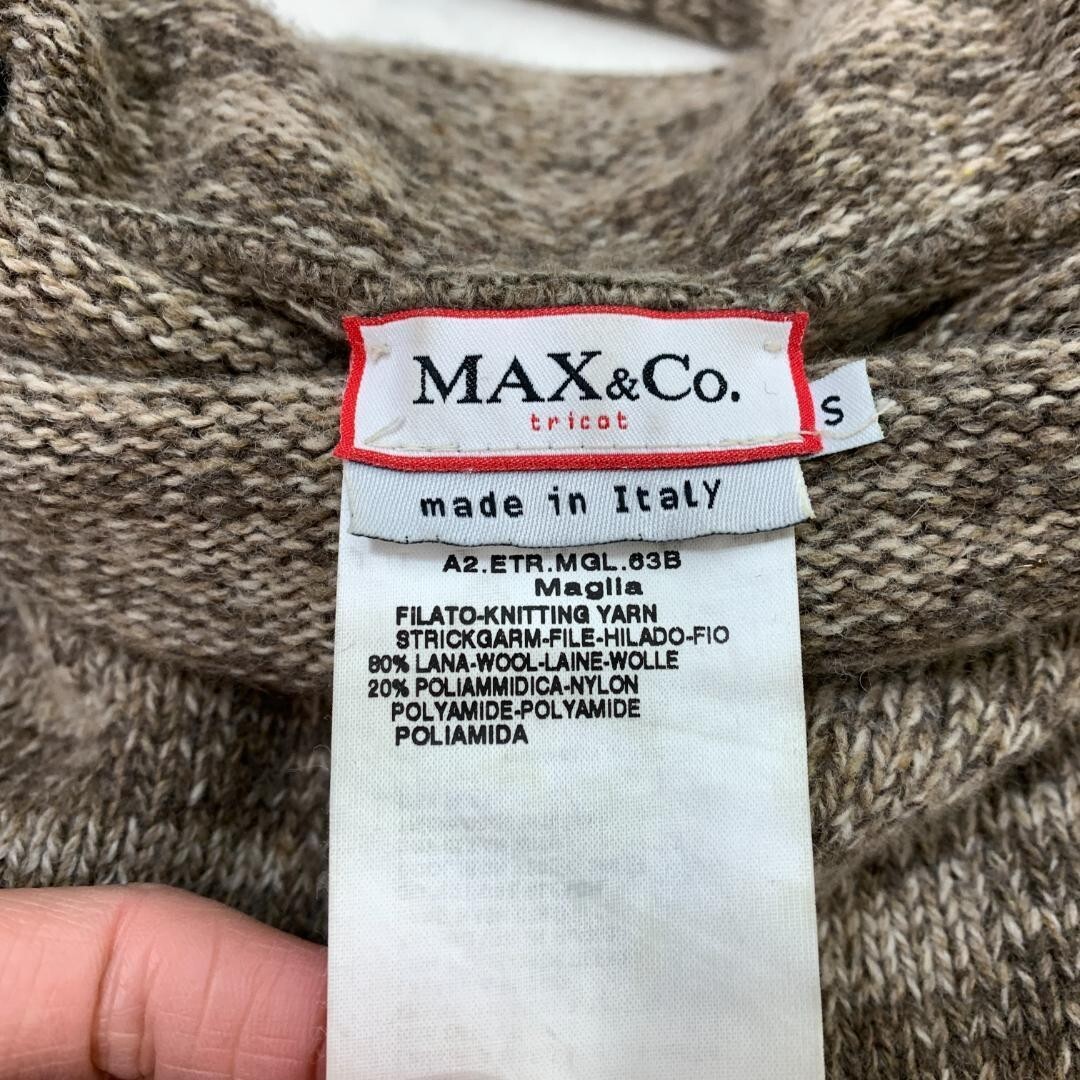 MAX&Co.
tricot
S
made in Italy
A2.ETR.MGL.63B
Maglia
FILATO-KNITTING YARN
STRICKGARM-FILE-HILADO-FIO
80% LANA-WOOL-LAINE-WOLLE
20% POLIAMMIDICA-NYLON
POLYAMIDE-POLYAMIDE
POLIAMIDA